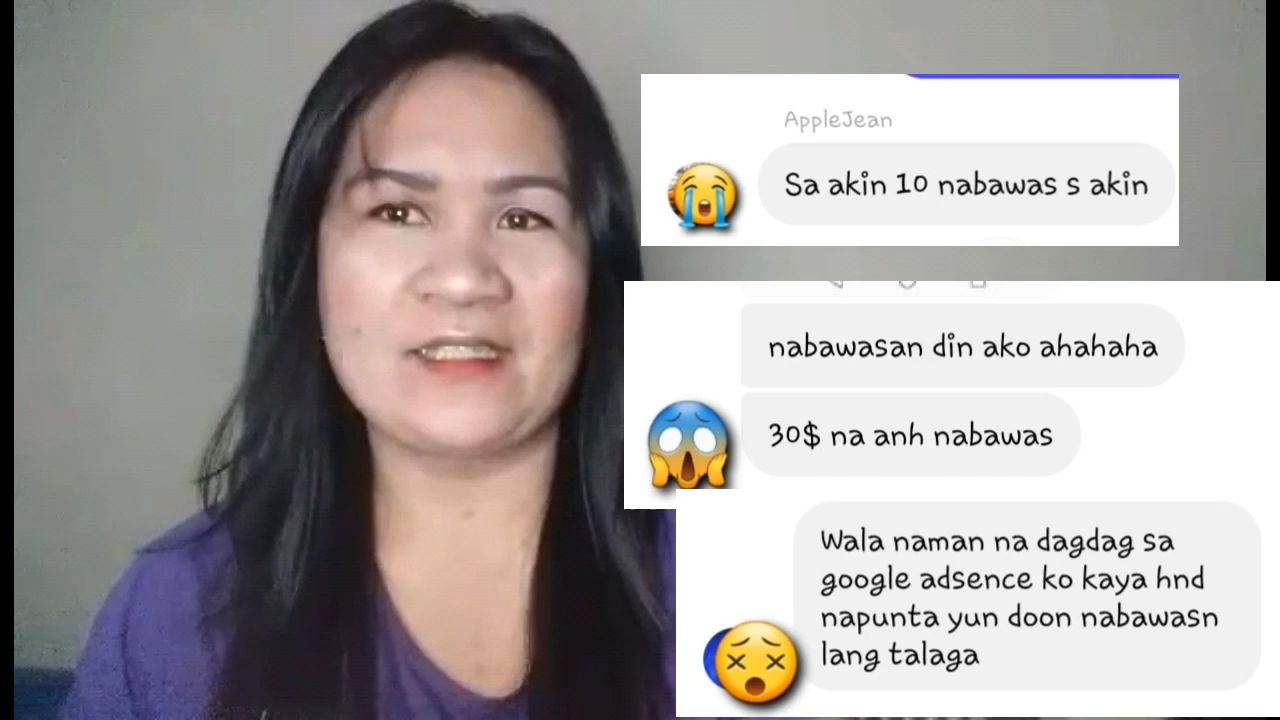 AppleJean
Sa akin 10 nabawas s akin
nabawasan din ako ahahaha
30$ na anh nabawas
Wala naman na dagdag sa
google adsence ko kaya hnd
napunta yun doon nabawasn
lang talaga